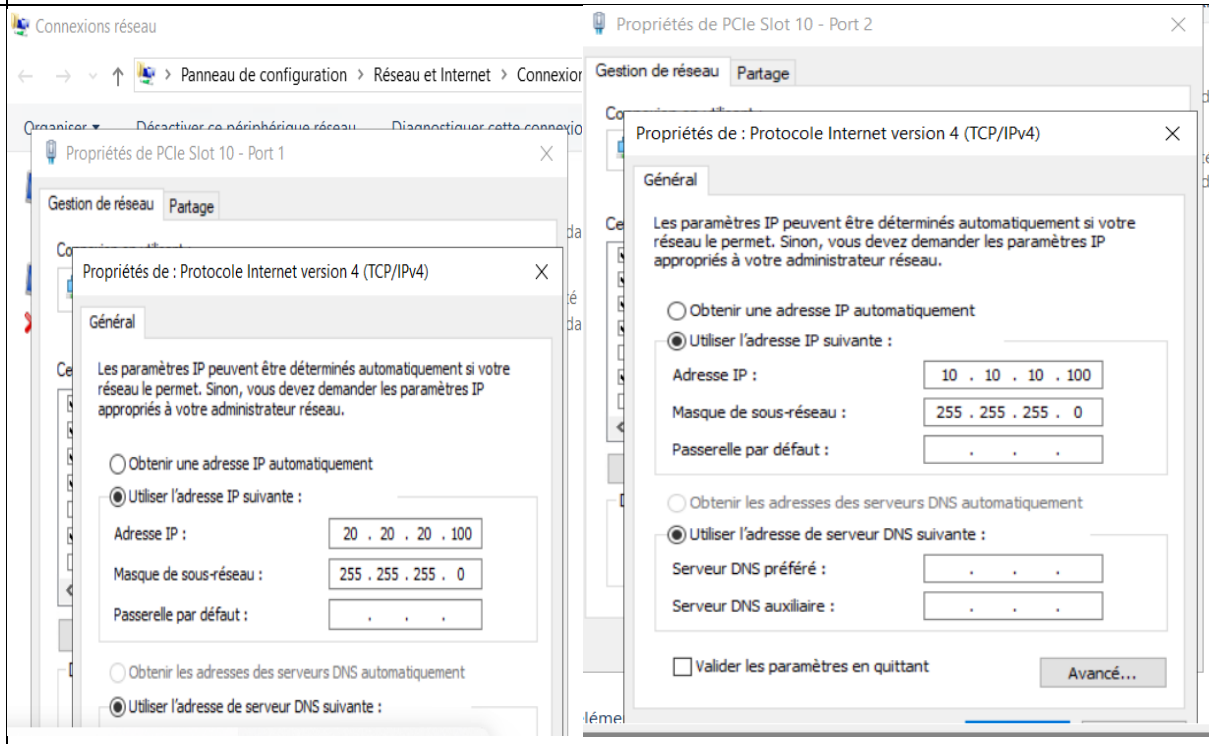 Connexions réseau
Panneau de configuration > Réseau et Internet > Connexion
Organiser Désactiver ce périphérique réseau Diagnostiquer cette connexio
Propriétés de PCIe Slot 10 - Port 1
Gestion de réseau Partage
Propriétés de : Protocole Internet version 4 (TCP/IPv4)
Général
Les paramètres IP peuvent être déterminés automatiquement si votre
réseau le permet. Sinon, vous devez demander les paramètres IP
appropriés à votre administrateur réseau.
Obtenir une adresse IP automatiquement
Utiliser l'adresse IP suivante :
Adresse IP : 20 . 20 . 20 . 100
Masque de sous-réseau : 255 . 255 . 255 . 0
Passerelle par défaut : . . .
Obtenir les adresses des serveurs DNS automatiquement
Utiliser l'adresse de serveur DNS suivante :
Propriétés de PCIe Slot 10 - Port 2
Gestion de réseau Partage
Propriétés de : Protocole Internet version 4 (TCP/IPv4)
Général
Les paramètres IP peuvent être déterminés automatiquement si votre
réseau le permet. Sinon, vous devez demander les paramètres IP
appropriés à votre administrateur réseau.
Obtenir une adresse IP automatiquement
Utiliser l'adresse IP suivante :
Adresse IP : 10 . 10 . 10 . 100
Masque de sous-réseau : 255 . 255 . 255 . 0
Passerelle par défaut : . . .
Obtenir les adresses des serveurs DNS automatiquement
Utiliser l'adresse de serveur DNS suivante :
Serveur DNS préféré : . . .
Serveur DNS auxiliaire : . . .
Valider les paramètres en quittant
Avancé...